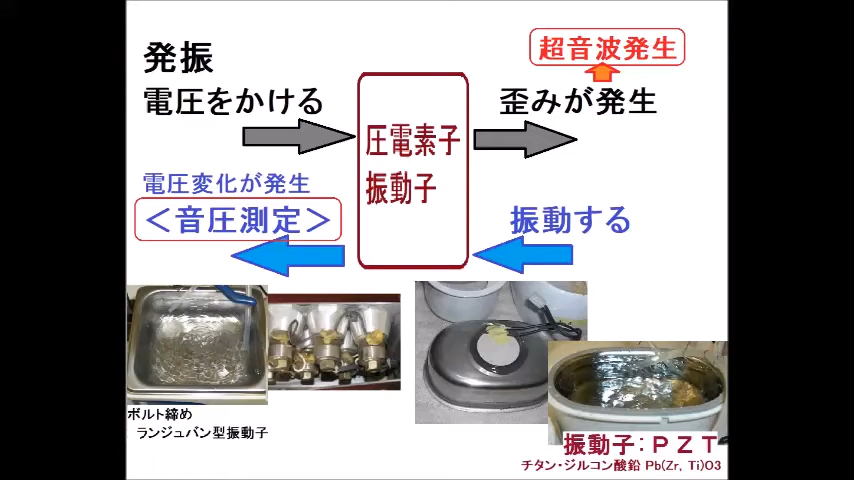 発振
電圧をかける
超音波発生
歪みが発生
圧電素子
振動子
電圧変化が発生
＜音圧測定＞
振動する
ボルト締め
ランジュバン型振動子
振動子：ＰＺＴ
チタン・ジルコン酸鉛 Pb(Zr, Ti)O3